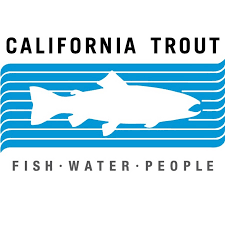 CALIFORNIA TROUT
FISH · WATER · PEOPLE